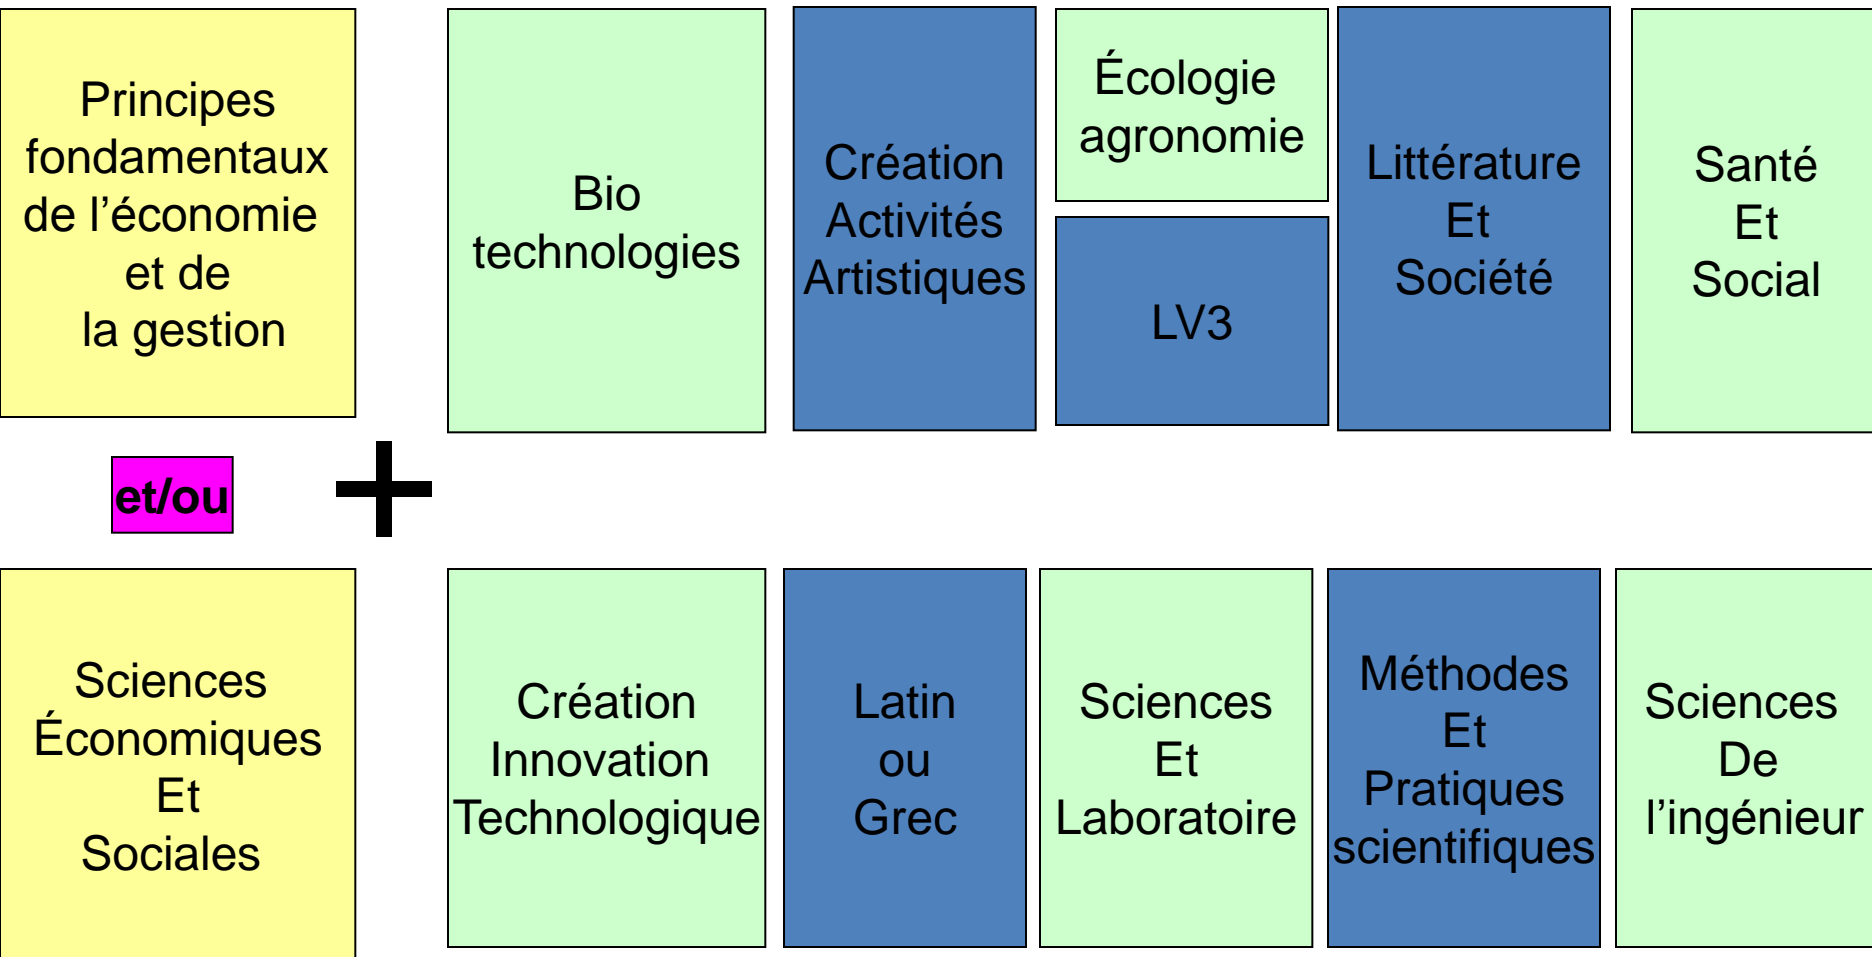 Principes
fondamentaux
de l’économie
et de
la gestion
Bio
technologies
Création
Activités
Artistiques
Écologie
agronomie
LV3
Littérature
Et
Société
Santé
Et
Social
et/ou
+
Sciences
Économiques
Et
Sociales
Création
Innovation
Technologique
Latin
ou
Grec
Sciences
Et
Laboratoire
Méthodes
Et
Pratiques
scientifiques
Sciences
De
l’ingénieur